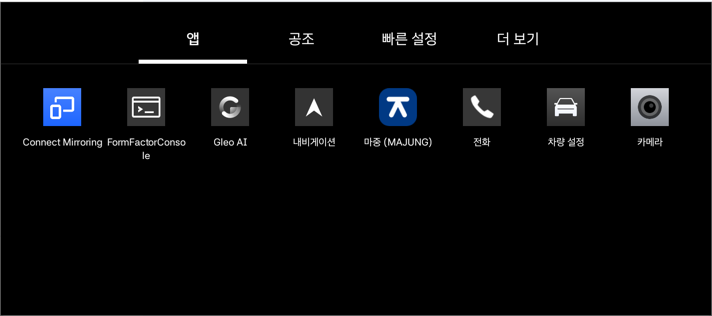 앱
공조
빠른 설정
더 보기
Connect Mirroring
FormFactorConso
le
Gleo AI
내비게이션
마중 (MAJUNG)
전화
차량 설정
카메라